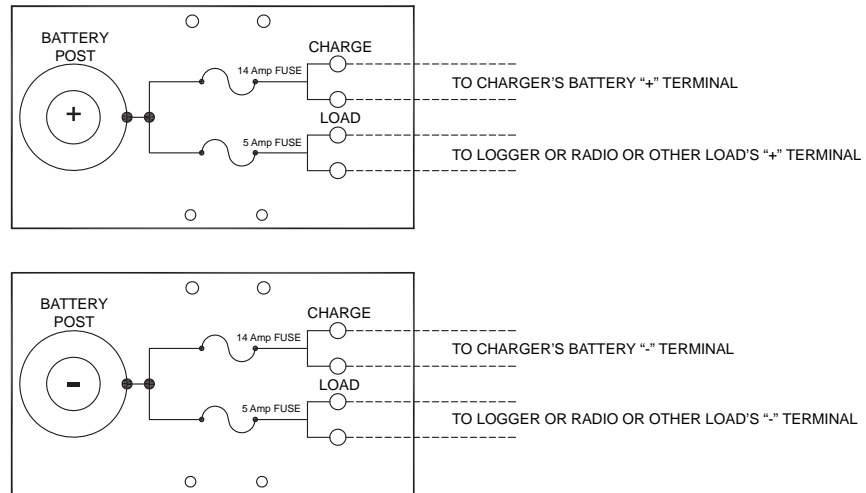 BATTERY
POST
+
14 Amp FUSE
CHARGE
TO CHARGER'S BATTERY “+” TERMINAL
LOAD
5 Amp FUSE
TO LOGGER OR RADIO OR OTHER LOAD'S “+” TERMINAL
BATTERY
POST
-
14 Amp FUSE
CHARGE
TO CHARGER'S BATTERY “-” TERMINAL
LOAD
5 Amp FUSE
TO LOGGER OR RADIO OR OTHER LOAD'S “-” TERMINAL